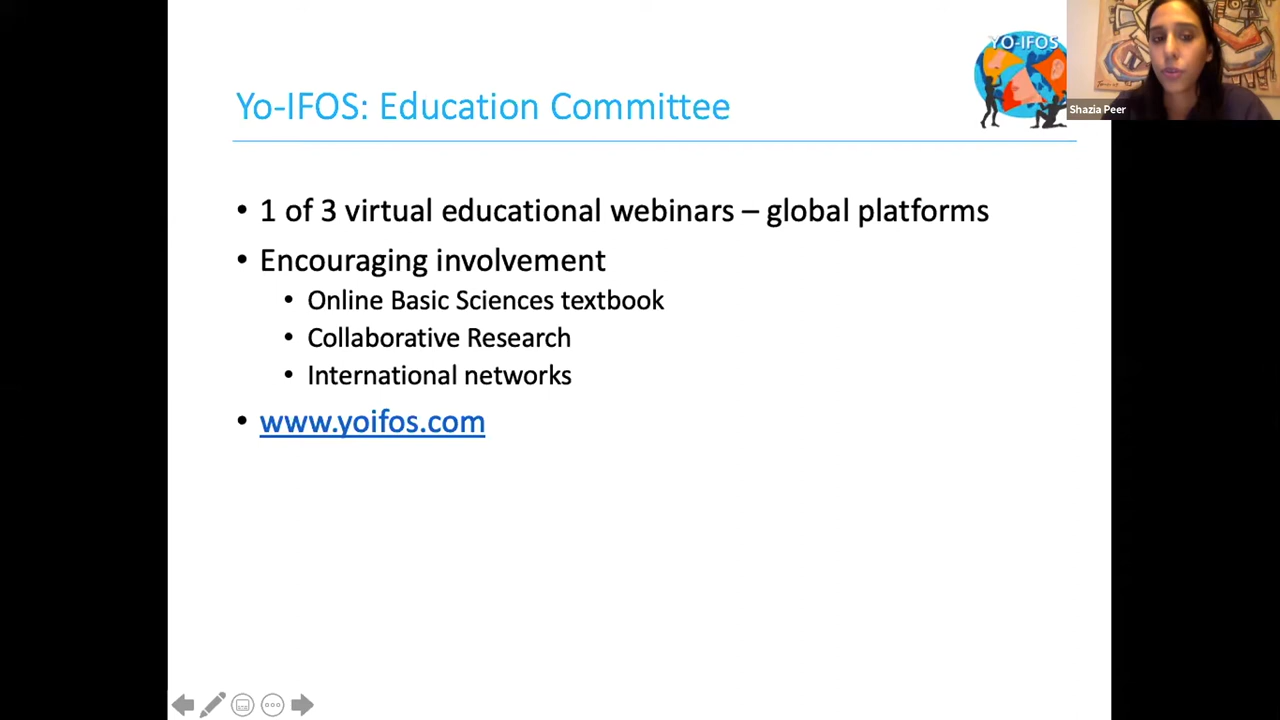 YO-IFOS
Shazia Peer
Yo-IFOS: Education Committee
• 1 of 3 virtual educational webinars – global platforms
• Encouraging involvement
• Online Basic Sciences textbook
• Collaborative Research
• International networks
• www.yoifos.com